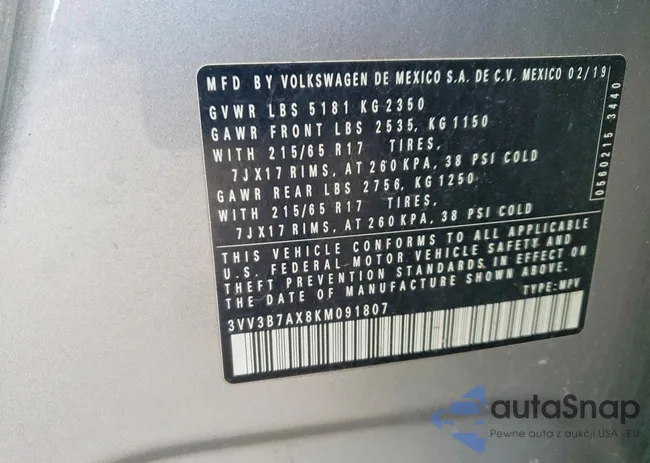 MFD BY VOLKSWAGEN DE MEXICO S.A. DE C.V. MEXICO 02/19
GVWR LBS 5181 KG 2350
GAWR FRONT LBS 2535, KG 1150
WITH 215/65 R17 TIRES,
7JX17 RIMS, AT 260 KPA, 38 PSI COLD
GAWR REAR LBS 2756, KG 1250
WITH 215/65 R17 TIRES,
7JX17 RIMS, AT 260 KPA, 38 PSI COLD
THIS VEHICLE CONFORMS TO ALL APPLICABLE
U.S. FEDERAL MOTOR VEHICLE SAFETY AND
THEFT PREVENTION STANDARDS IN EFFECT ON
THE DATE OF MANUFACTURE SHOWN ABOVE.
3VV3B7AX8KM091807 TYPE: MPV
0560215 3440
autaSnap
Pewne auta z aukcji USA - EU